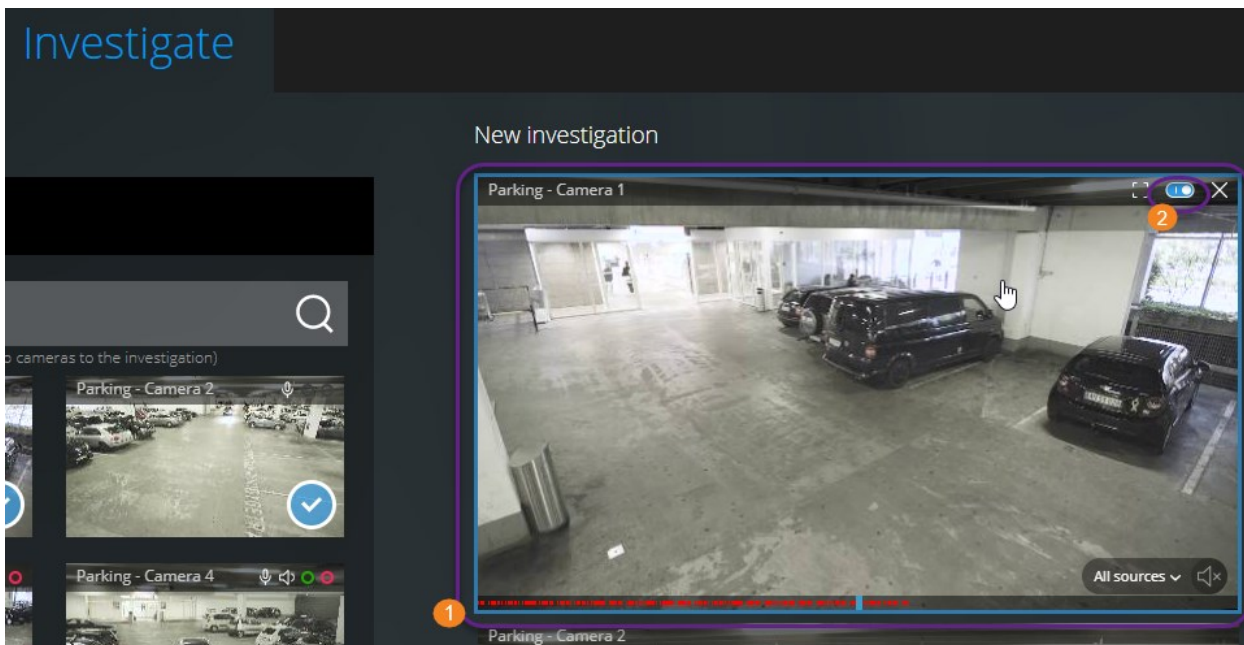 Investigate
New investigation
Parking - Camera 1
2
cameras to the investigation)
Parking - Camera 2
Parking - Camera 4
All sources
1
Parking - Camera 2